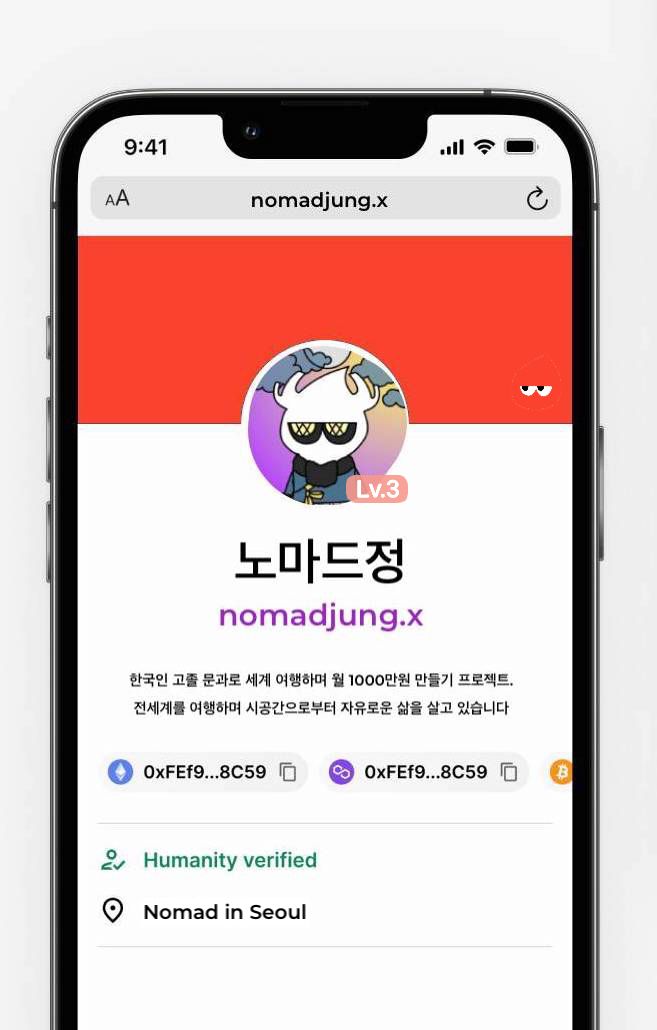 9:41
AA nomadjung.x
Lv.3
노마드정
nomadjung.x
한국인 고졸 문과로 세계 여행하며 월 1000만원 만들기 프로젝트.
전세계를 여행하며 시공간으로부터 자유로운 삶을 살고 있습니다
0xFEf9...8C59 0xFEf9...8C59
Humanity verified
Nomad in Seoul